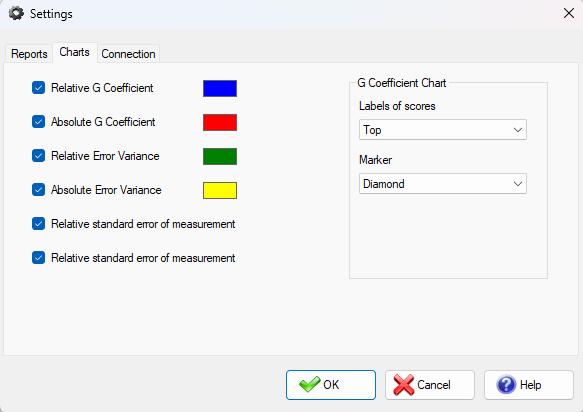 Settings
Reports
Charts
Connection
Relative G Coefficient
Absolute G Coefficient
Relative Error Variance
Absolute Error Variance
Relative standard error of measurement
Relative standard error of measurement
G Coefficient Chart
Labels of scores
Top
Marker
Diamond
OK
Cancel
Help